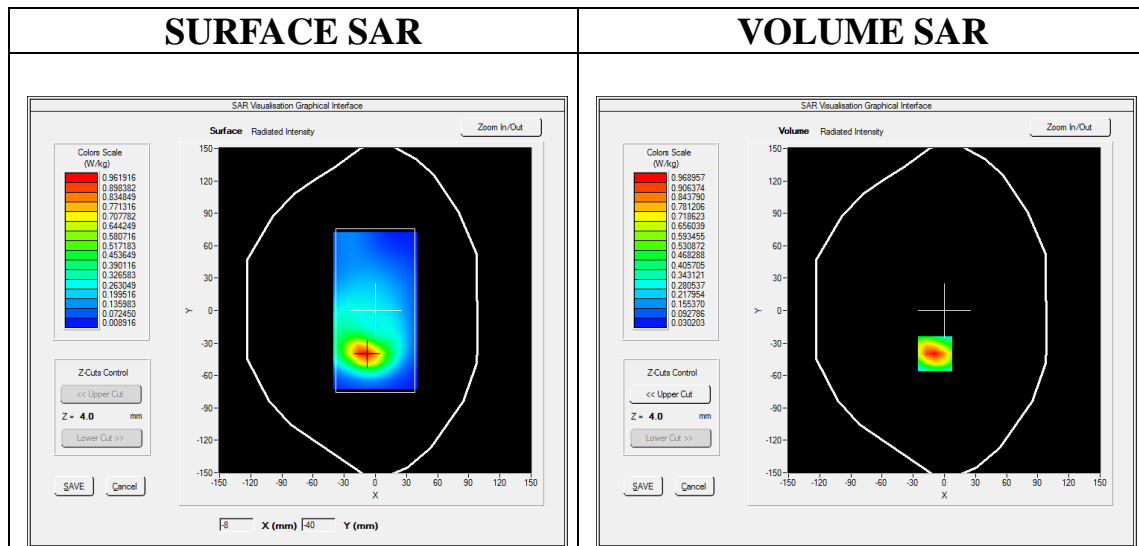 SURFACE SAR
VOLUME SAR
SAR Visualisation Graphical Interface
Surface Radiated Intensity
Zoom In/Out
Colors Scale
(W/kg)
0.961916
0.898382
0.834849
0.771316
0.707782
0.644249
0.580716
0.517183
0.453649
0.390116
0.326583
0.263049
0.199516
0.135983
0.072450
0.008916
Z-Cuts Control
<< Upper Cut
Z = 4.0 mm
Lower Cut >>
SAVE Cancel
150
120
90
60
30
0
-30
-60
-90
-120
-150
Y
-150 -120 -90 -60 -30 0 30 60 90 120 150
X
-8 X (mm) -40 Y (mm)
SAR Visualisation Graphical Interface
Volume Radiated Intensity
Zoom In/Out
Colors Scale
(W/kg)
0.968957
0.906374
0.843790
0.781206
0.718623
0.656039
0.593455
0.530872
0.468288
0.405705
0.343121
0.280537
0.217954
0.155370
0.092786
0.030203
Z-Cuts Control
<< Upper Cut
Z = 4.0 mm
Lower Cut >>
SAVE Cancel
150
120
90
60
30
0
-30
-60
-90
-120
-150
Y
-150 -120 -90 -60 -30 0 30 60 90 120 150
X